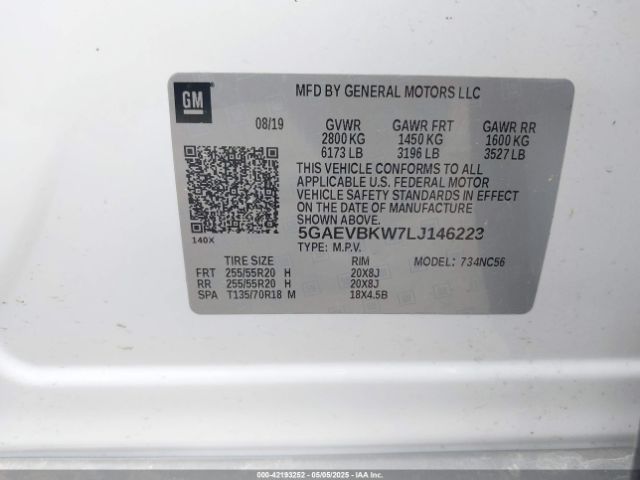 GM
MFD BY GENERAL MOTORS LLC
08/19 GVWR GAWR FRT GAWR RR
2800 KG 1450 KG 1600 KG
6173 LB 3196 LB 3527 LB
THIS VEHICLE CONFORMS TO ALL
APPLICABLE U.S. FEDERAL MOTOR
VEHICLE SAFETY STANDARDS IN EFFECT
ON THE DATE OF MANUFACTURE
SHOWN ABOVE.
140X
5GAEVBKW7LJ146223
TYPE: M.P.V.
TIRE SIZE RIM MODEL: 734NC56
FRT 255/55R20 H 20X8J
RR 255/55R20 H 20X8J
SPA T135/70R18 M 18X4.5B
000-42193252 - 05/05/2025 - IAAI.COM